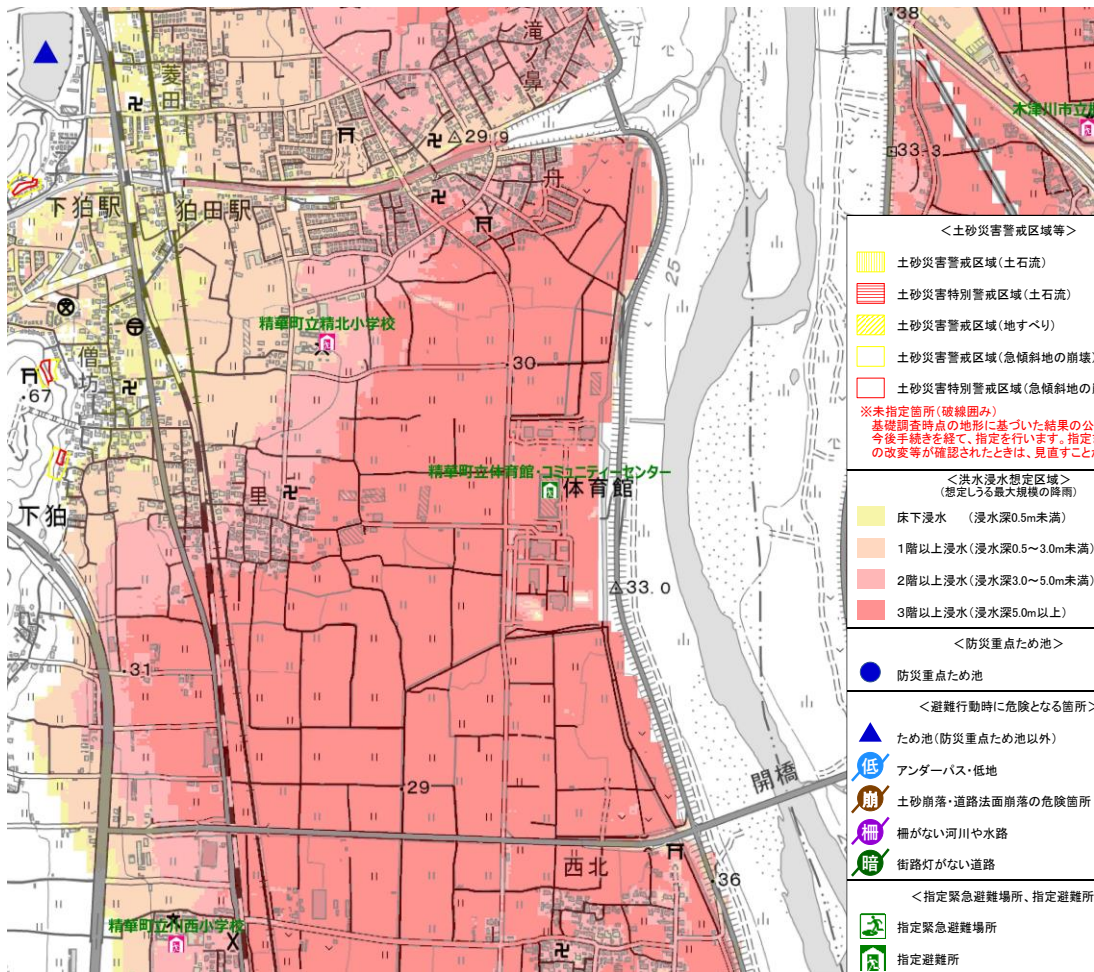 滝ノ鼻
38
菱田
29.9
木津川市立
33.3
舟
下狛駅
狛田駅
25
精華町立精北小学校
僧坊
30
67
精華町立体育館・コミュニティーセンター
体育館
里
下狛
33.0
31
29
開橋
西北
36
精華町立川西小学校
＜土砂災害警戒区域等＞
土砂災害警戒区域(土石流)
土砂災害特別警戒区域(土石流)
土砂災害警戒区域(地すべり)
土砂災害警戒区域(急傾斜地の崩壊)
土砂災害特別警戒区域(急傾斜地の
※未指定箇所(破線囲み)
基礎調査時点の地形に基づいた結果の公
今後手続きを経て、指定を行います。指定
の改変等が確認されたときは、見直すことが
＜洪水浸水想定区域＞
(想定しうる最大規模の降雨)
床下浸水 (浸水深0.5m未満)
1階以上浸水(浸水深0.5～3.0m未満)
2階以上浸水(浸水深3.0～5.0m未満)
3階以上浸水(浸水深5.0m以上)
＜防災重点ため池＞
防災重点ため池
＜避難行動時に危険となる箇所＞
ため池(防災重点ため池以外)
低 アンダーパス・低地
崩 土砂崩落・道路法面崩落の危険箇所
柵 柵がない河川や水路
暗 街路灯がない道路
＜指定緊急避難場所、指定避難所
指定緊急避難場所
指定避難所